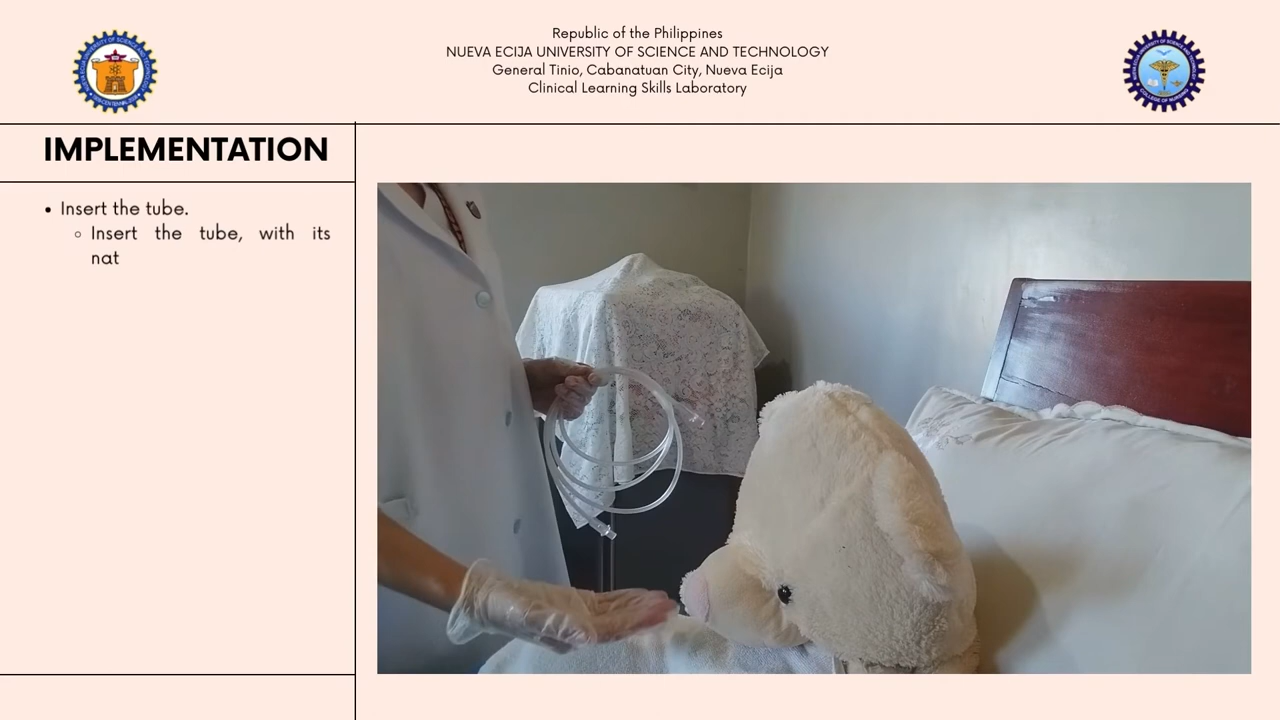 Republic of the Philippines
NUEVA ECIJA UNIVERSITY OF SCIENCE AND TECHNOLOGY
General Tinio, Cabanatuan City, Nueva Ecija
Clinical Learning Skills Laboratory
IMPLEMENTATION
• Insert the tube.
◦ Insert the tube, with its
nat